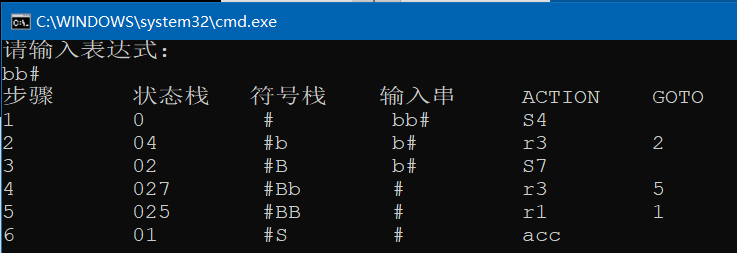 C:\WINDOWS\system32\cmd.exe
请输入表达式:
bb#
步骤 状态栈 符号栈 输入串 ACTION GOTO
1 0 # bb# S4
2 04 #b b# r3 2
3 02 #B b# S7
4 027 #Bb # r3 5
5 025 #BB # r1 1
6 01 #S # acc